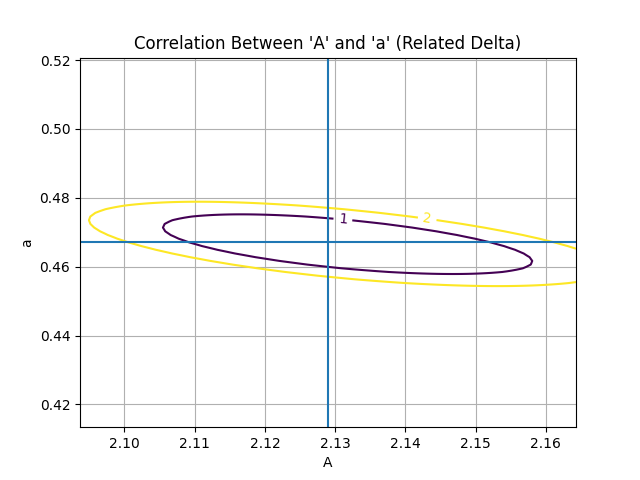 Correlation Between 'A' and 'a' (Related Delta)
0.52
0.50
0.48
0.46
0.44
0.42
a
1
2
2.10 2.11 2.12 2.13 2.14 2.15 2.16
A